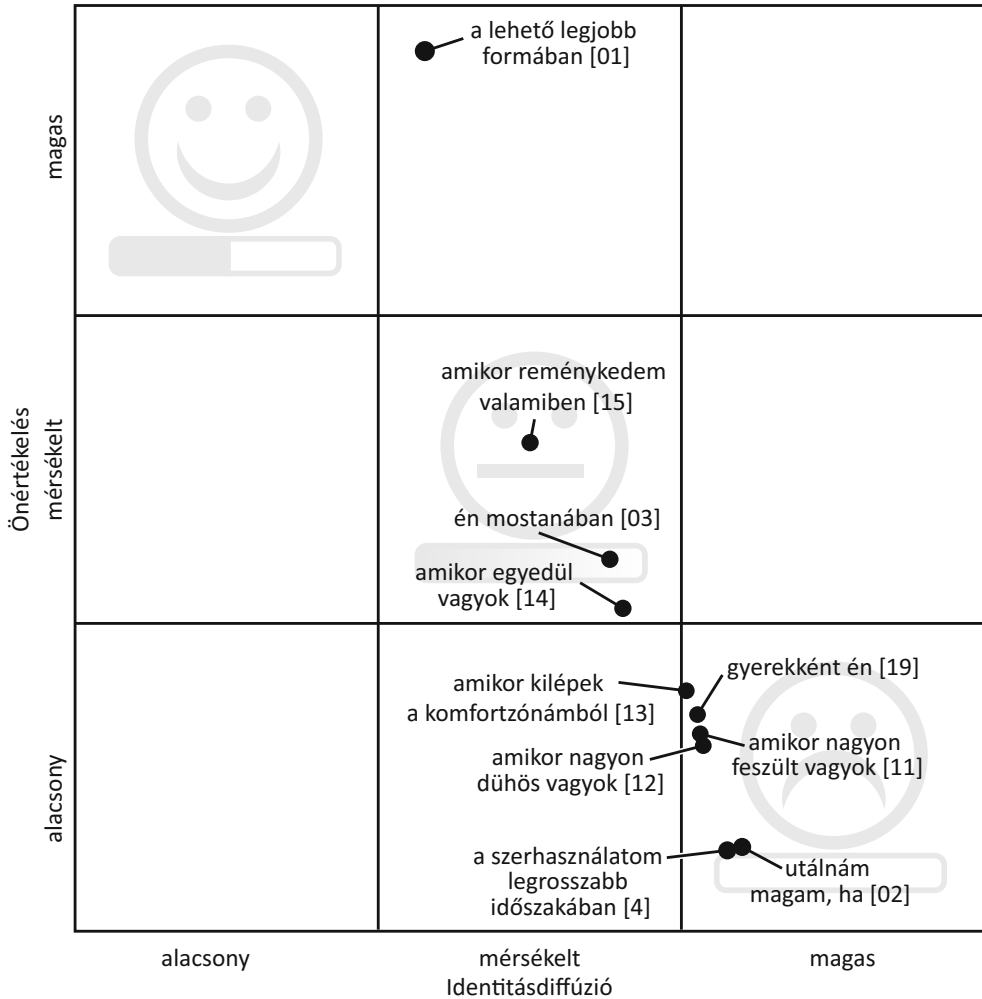 a lehető legjobb
formában [01]
magas
amikor reménykedem
valamiben [15]
Önértékelés
mérsékelt
én mostanában [03]
amikor egyedül
vagyok [14]
gyerekként én [19]
amikor kilépek
a komfortzónámból [13]
amikor nagyon
feszült vagyok [11]
amikor nagyon
dühös vagyok [12]
alacsony
a szerhasználatom
legrosszabb
időszakában [4]
utálnám
magam, ha [02]
alacsony
mérsékelt
magas
Identitásdiffúzió